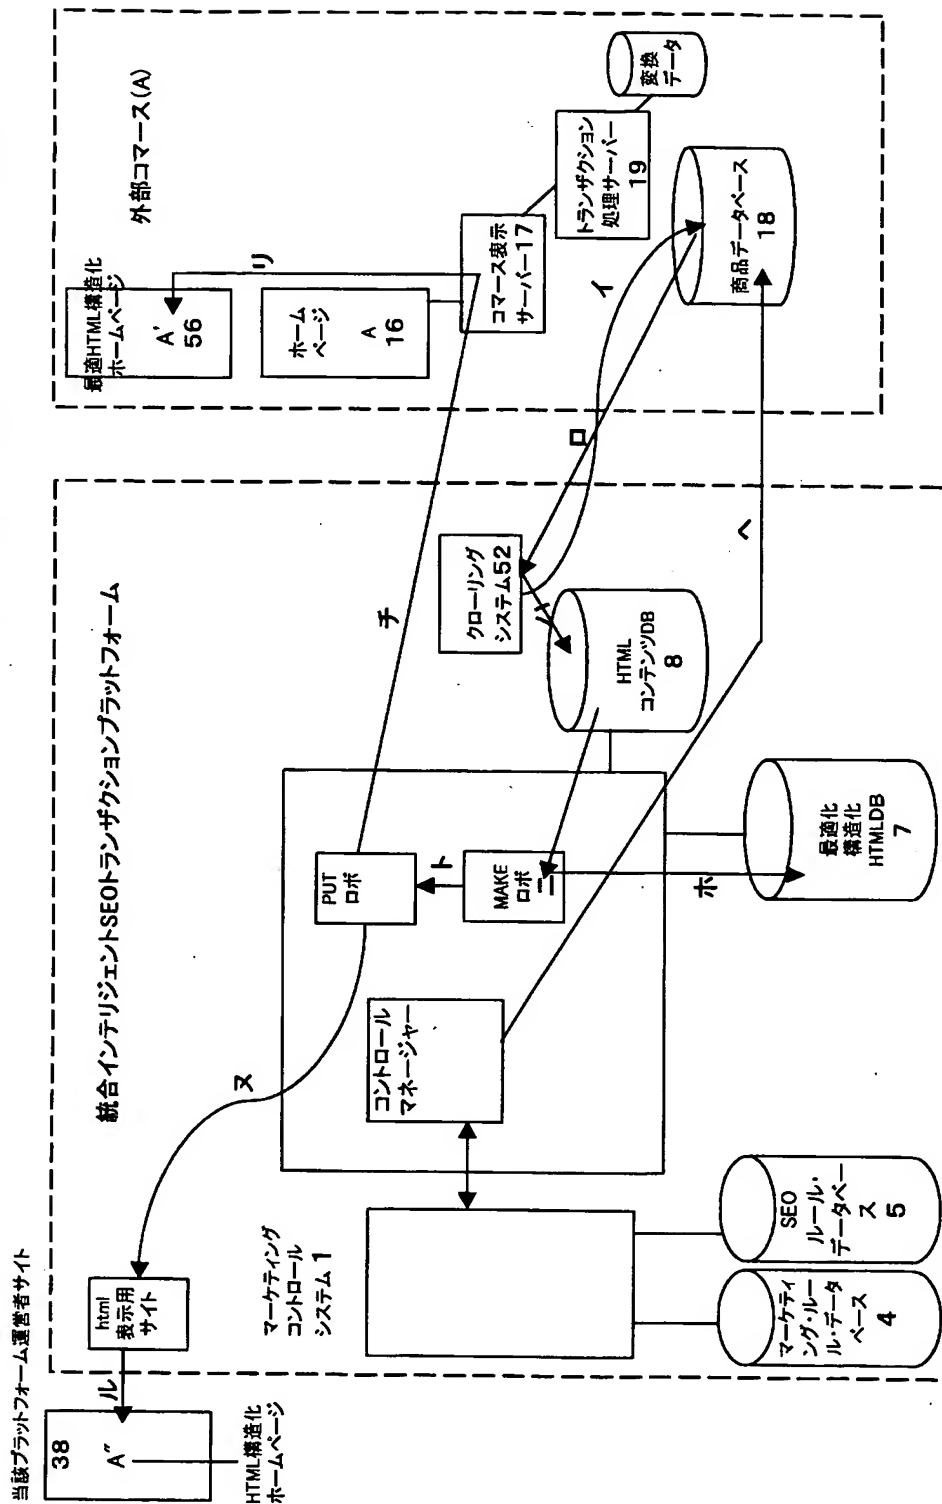 当該プラットフォーム運営者サイト
38
A″
HTML構造化
ホームページ
ル
html
表示用
サイト
ヌ
統合インテリジェントSEOトランザクションプラットフォーム
マーケティング
コントロール
システム1
マーケティ
ング・ルー
ル・データ
ベース
4
SEO
ルール・
データベー
ス
5
コントロール
マネージャー
PUT
ロボ
ト
MAKE
ロボ
ニ
ホ
最適化
構造化
HTMLDB
7
チ
クローリング
システム52
ハ
HTML
コンテンツDB
8
ロ
イ
ヘ
外部コマース(A)
最適HTML構造化
ホームページ
A'
56
リ
ホーム
ページ
A
16
コマース表示
サーバー17
トランザクション
処理サーバー
19
変換
データ
商品データベース
18